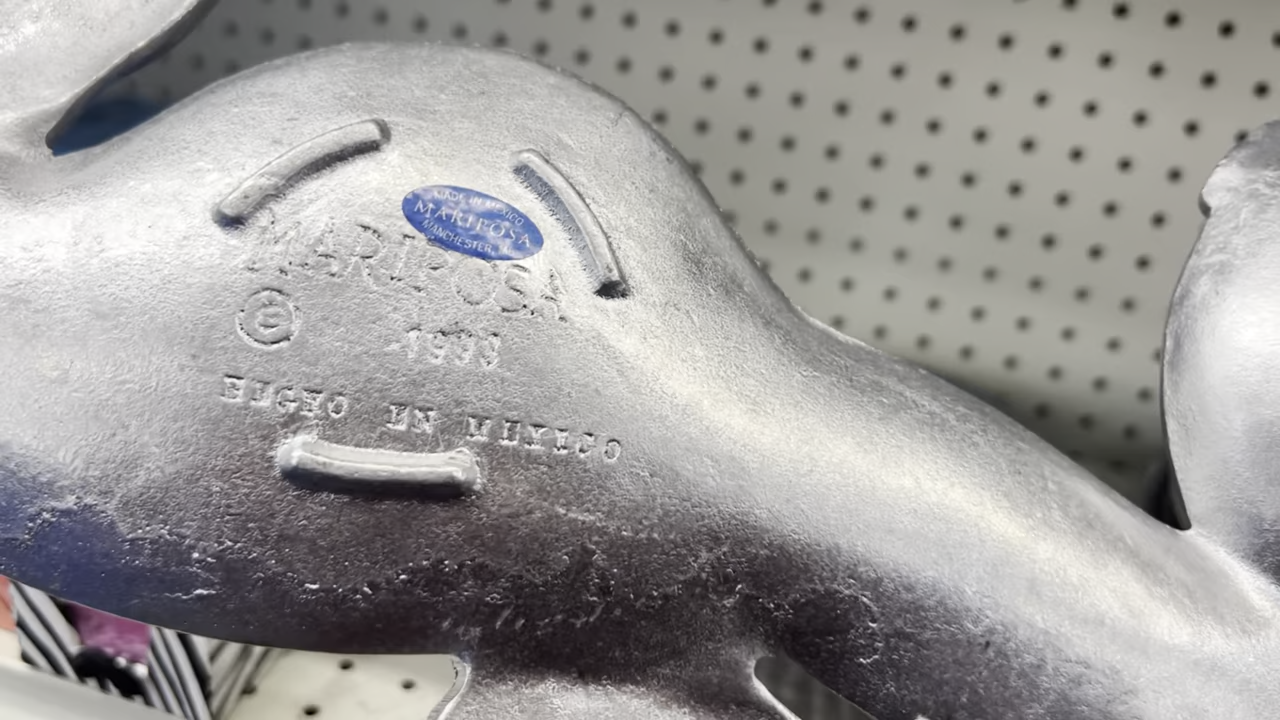 MADE IN MEXICO
MARIPOSA
MANCHESTER,
MARIPOSA
©
1993
HECHO EN MEXICO